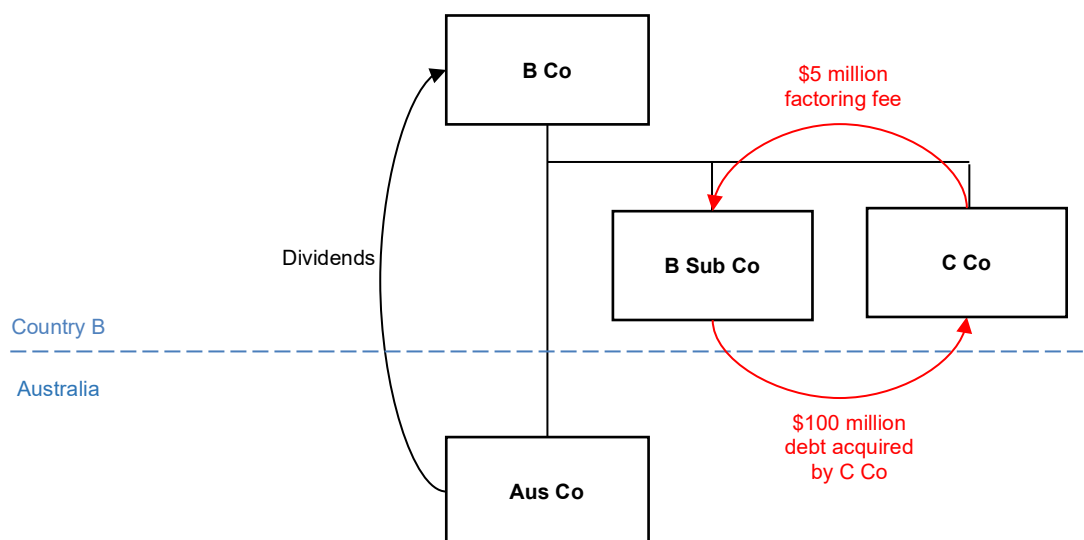 B Co
$5 million
factoring fee
Dividends
B Sub Co
C Co
Country B
Australia
$100 million
debt acquired
by C Co
Aus Co